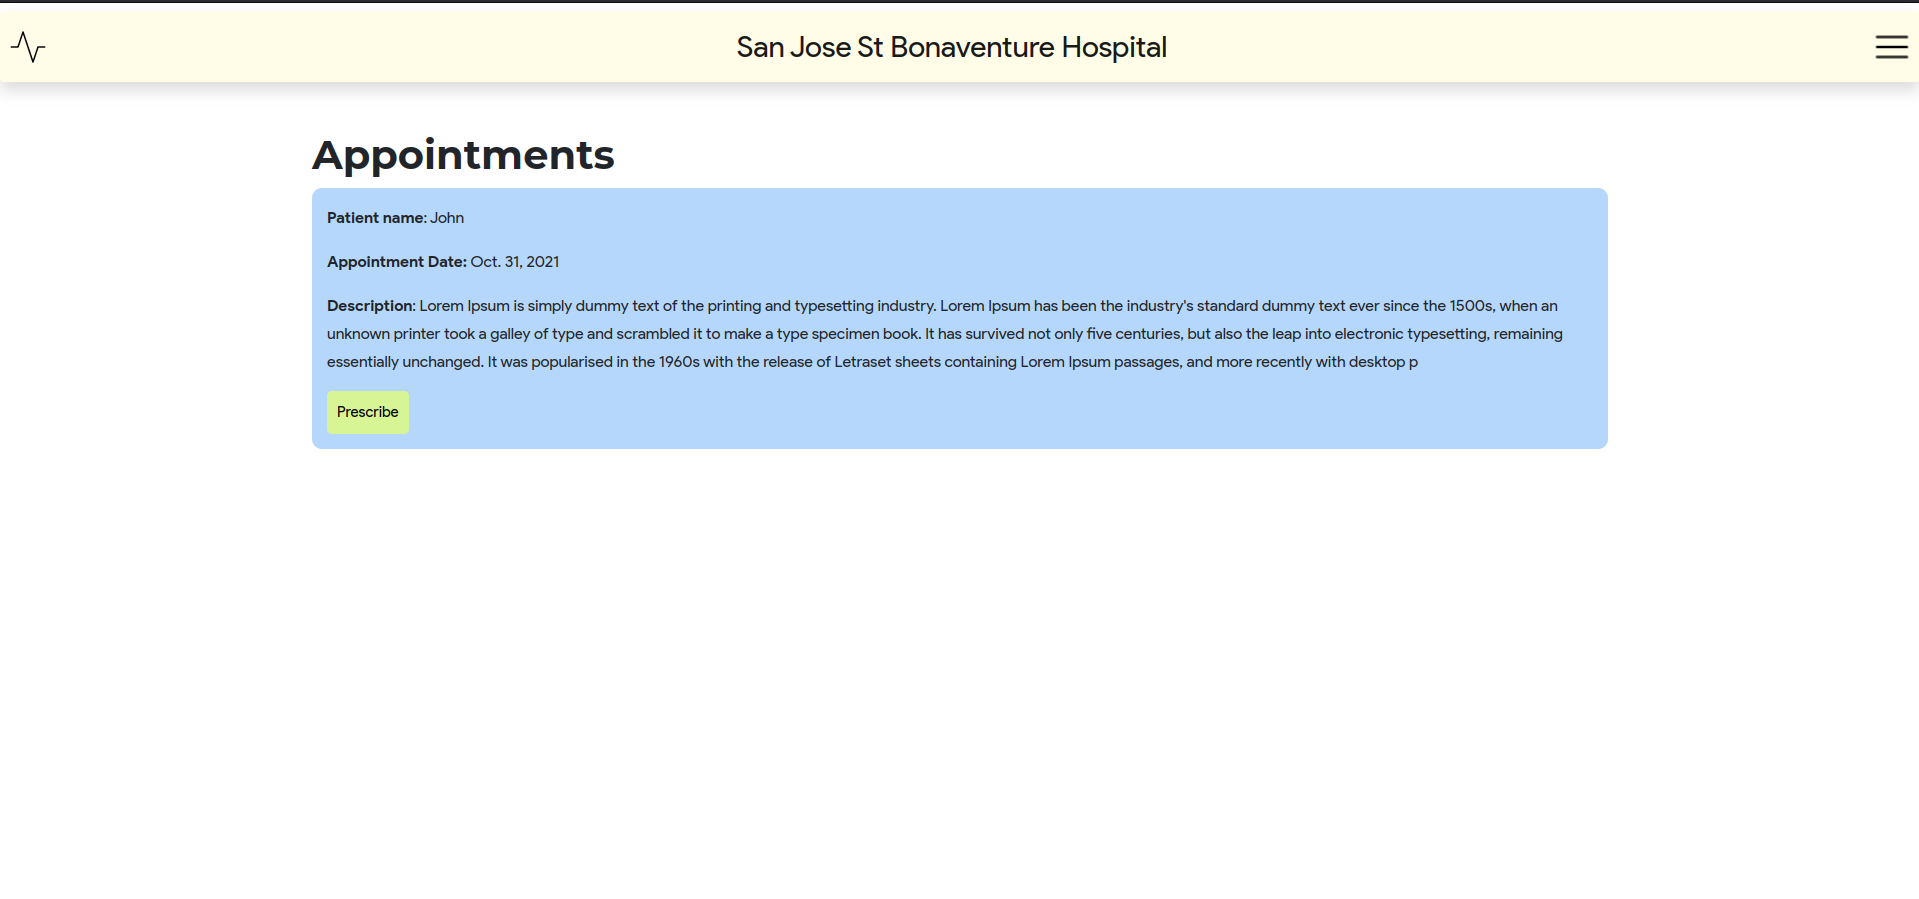 San Jose St Bonaventure Hospital
Appointments
Patient name: John
Appointment Date: Oct. 31, 2021
Description: Lorem Ipsum is simply dummy text of the printing and typesetting industry. Lorem Ipsum has been the industry's standard dummy text ever since the 1500s, when an
unknown printer took a galley of type and scrambled it to make a type specimen book. It has survived not only five centuries, but also the leap into electronic typesetting, remaining
essentially unchanged. It was popularised in the 1960s with the release of Letraset sheets containing Lorem Ipsum passages, and more recently with desktop p
Prescribe